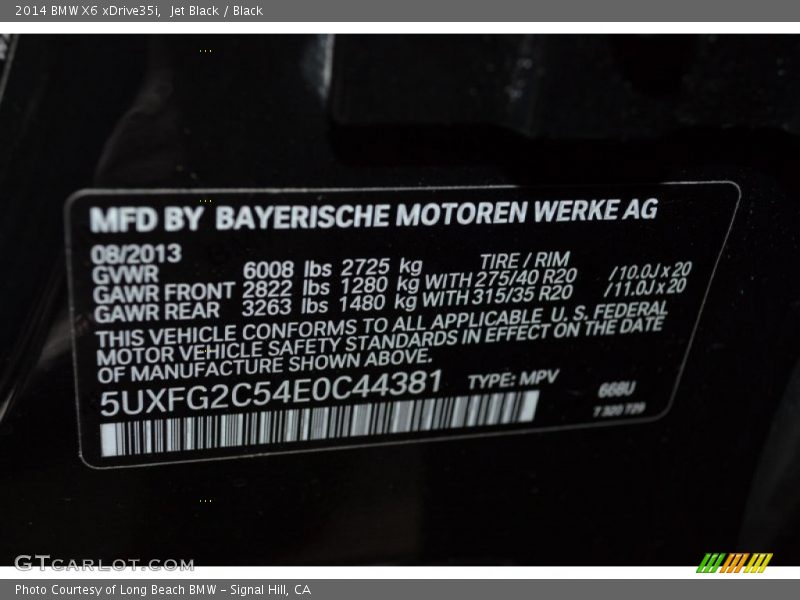 2014 BMW X6 xDrive35i, Jet Black / Black
MFD BY BAYERISCHE MOTOREN WERKE AG
08/2013 TIRE / RIM
GVWR 6008 lbs 2725 kg
GAWR FRONT 2822 lbs 1280 kg WITH 275/40 R20 /10.0J x 20
GAWR REAR 3263 lbs 1480 kg WITH 315/35 R20 /11.0J x 20
THIS VEHICLE CONFORMS TO ALL APPLICABLE U.S. FEDERAL
MOTOR VEHICLE SAFETY STANDARDS IN EFFECT ON THE DATE
OF MANUFACTURE SHOWN ABOVE.
5UXFG2C54E0C44381 TYPE: MPV 668U
7 320 729
GTCARLOT.COM
Photo Courtesy of Long Beach BMW - Signal Hill, CA